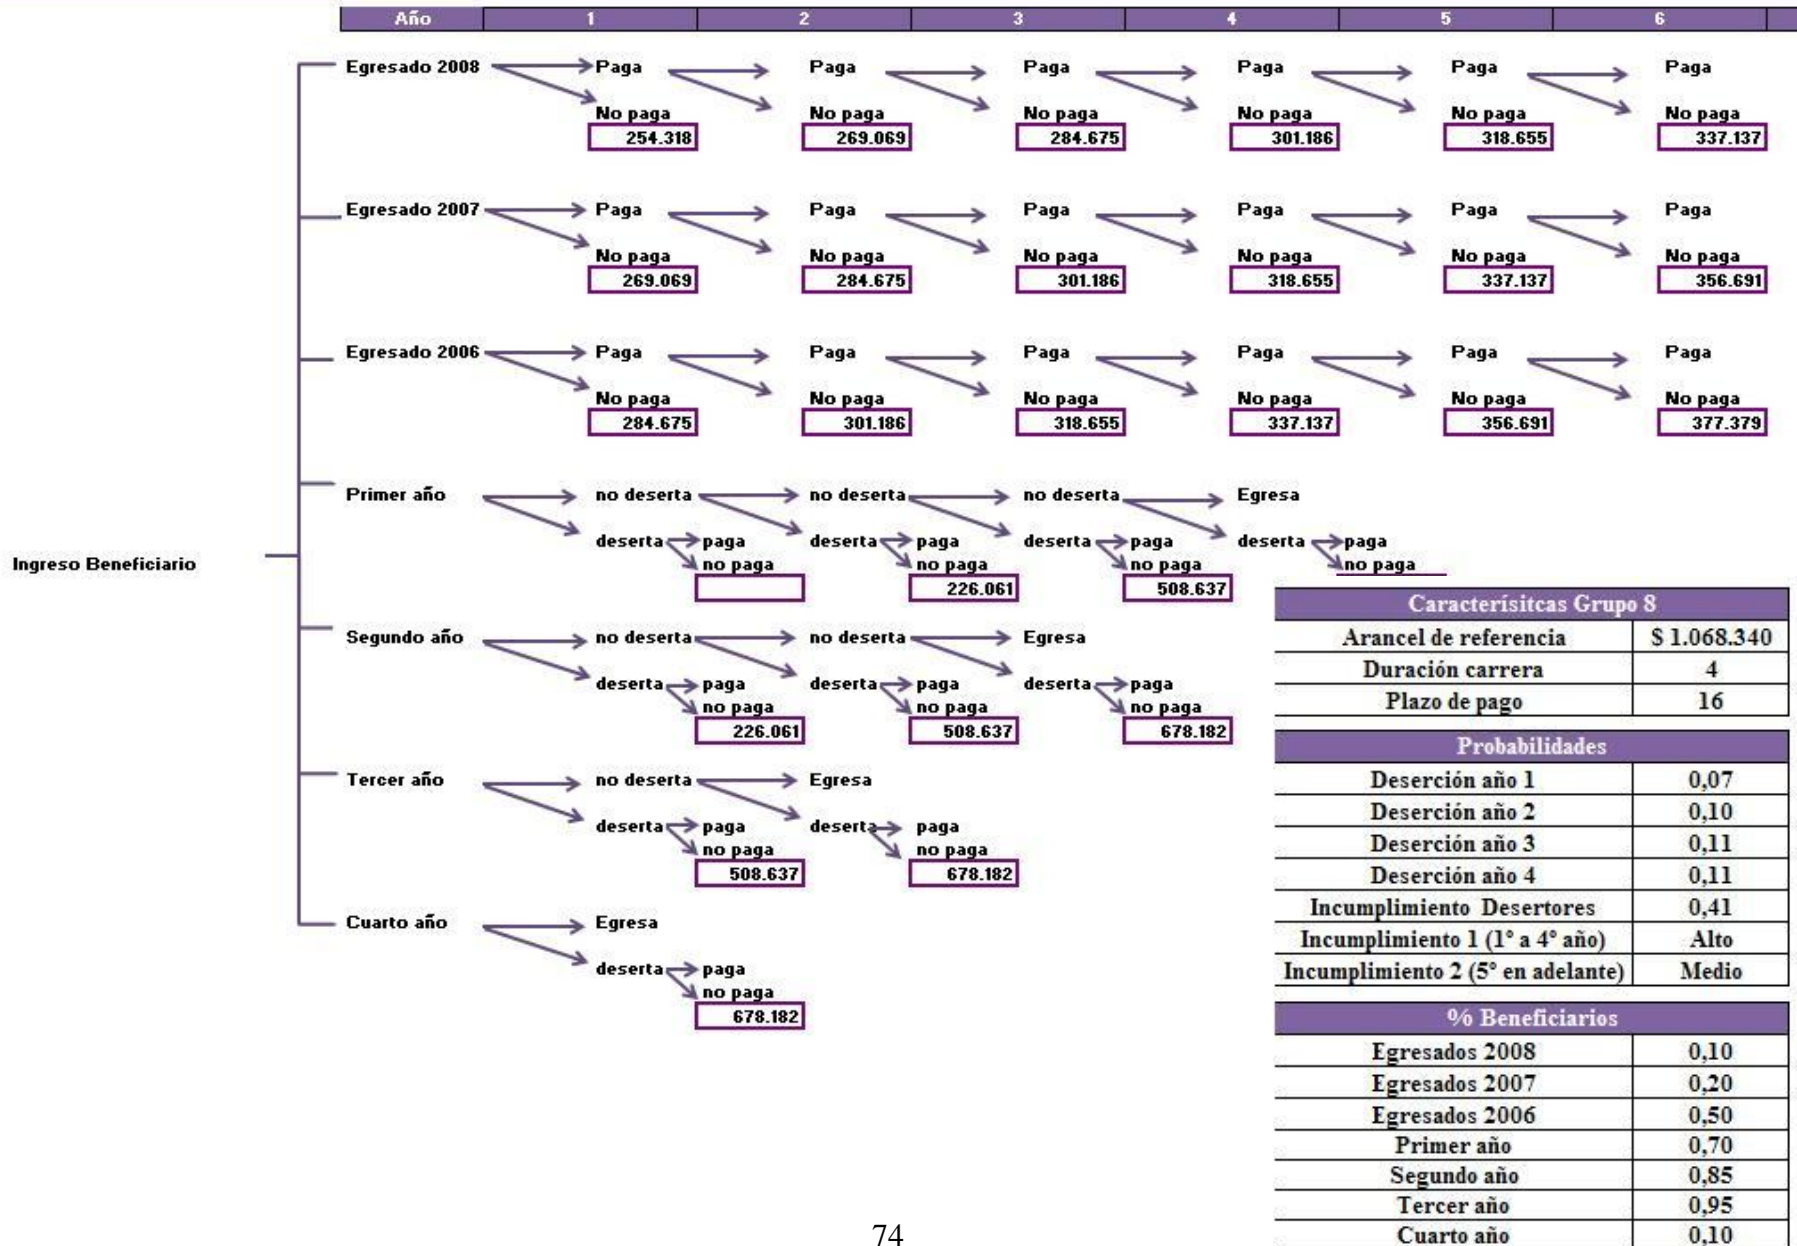 Año 1 2 3 4 5 6
Egresado 2008 Paga Paga Paga Paga Paga Paga
No paga No paga No paga No paga No paga No paga
254.318 269.069 284.675 301.186 318.655 337.137
Egresado 2007 Paga Paga Paga Paga Paga Paga
No paga No paga No paga No paga No paga No paga
269.069 284.675 301.186 318.655 337.137 356.691
Egresado 2006 Paga Paga Paga Paga Paga Paga
No paga No paga No paga No paga No paga No paga
284.675 301.186 318.655 337.137 356.691 377.379
Primer año no deserta no deserta no deserta Egresa
deserta paga deserta paga deserta paga deserta paga
no paga no paga no paga no paga
226.061 508.637
Ingreso Beneficiario
Segundo año no deserta no deserta Egresa
deserta paga deserta paga deserta paga
no paga no paga no paga
226.061 508.637 678.182
Tercer año no deserta Egresa
deserta paga deserta paga
no paga no paga
508.637 678.182
Cuarto año Egresa
deserta paga
no paga
678.182
Caracterísitcas Grupo 8
Arancel de referencia $ 1.068.340
Duración carrera 4
Plazo de pago 16
Probabilidades
Deserción año 1 0,07
Deserción año 2 0,10
Deserción año 3 0,11
Deserción año 4 0,11
Incumplimiento Desertores 0,41
Incumplimiento 1 (1º a 4º año) Alto
Incumplimiento 2 (5º en adelante) Medio
% Beneficiarios
Egresados 2008 0,10
Egresados 2007 0,20
Egresados 2006 0,50
Primer año 0,70
Segundo año 0,85
Tercer año 0,95
Cuarto año 0,10
74